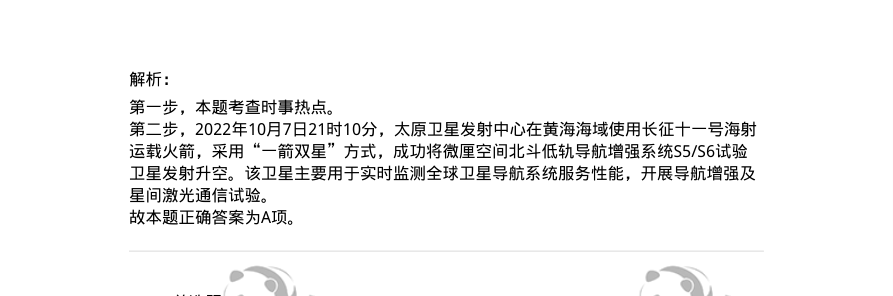 解析：
第一步，本题考查时事热点。
第二步，2022年10月7日21时10分，太原卫星发射中心在黄海海域使用长征十一号海射
运载火箭，采用“一箭双星”方式，成功将微厘空间北斗低轨导航增强系统S5/S6试验
卫星发射升空。该卫星主要用于实时监测全球卫星导航系统服务性能，开展导航增强及
星间激光通信试验。
故本题正确答案为A项。